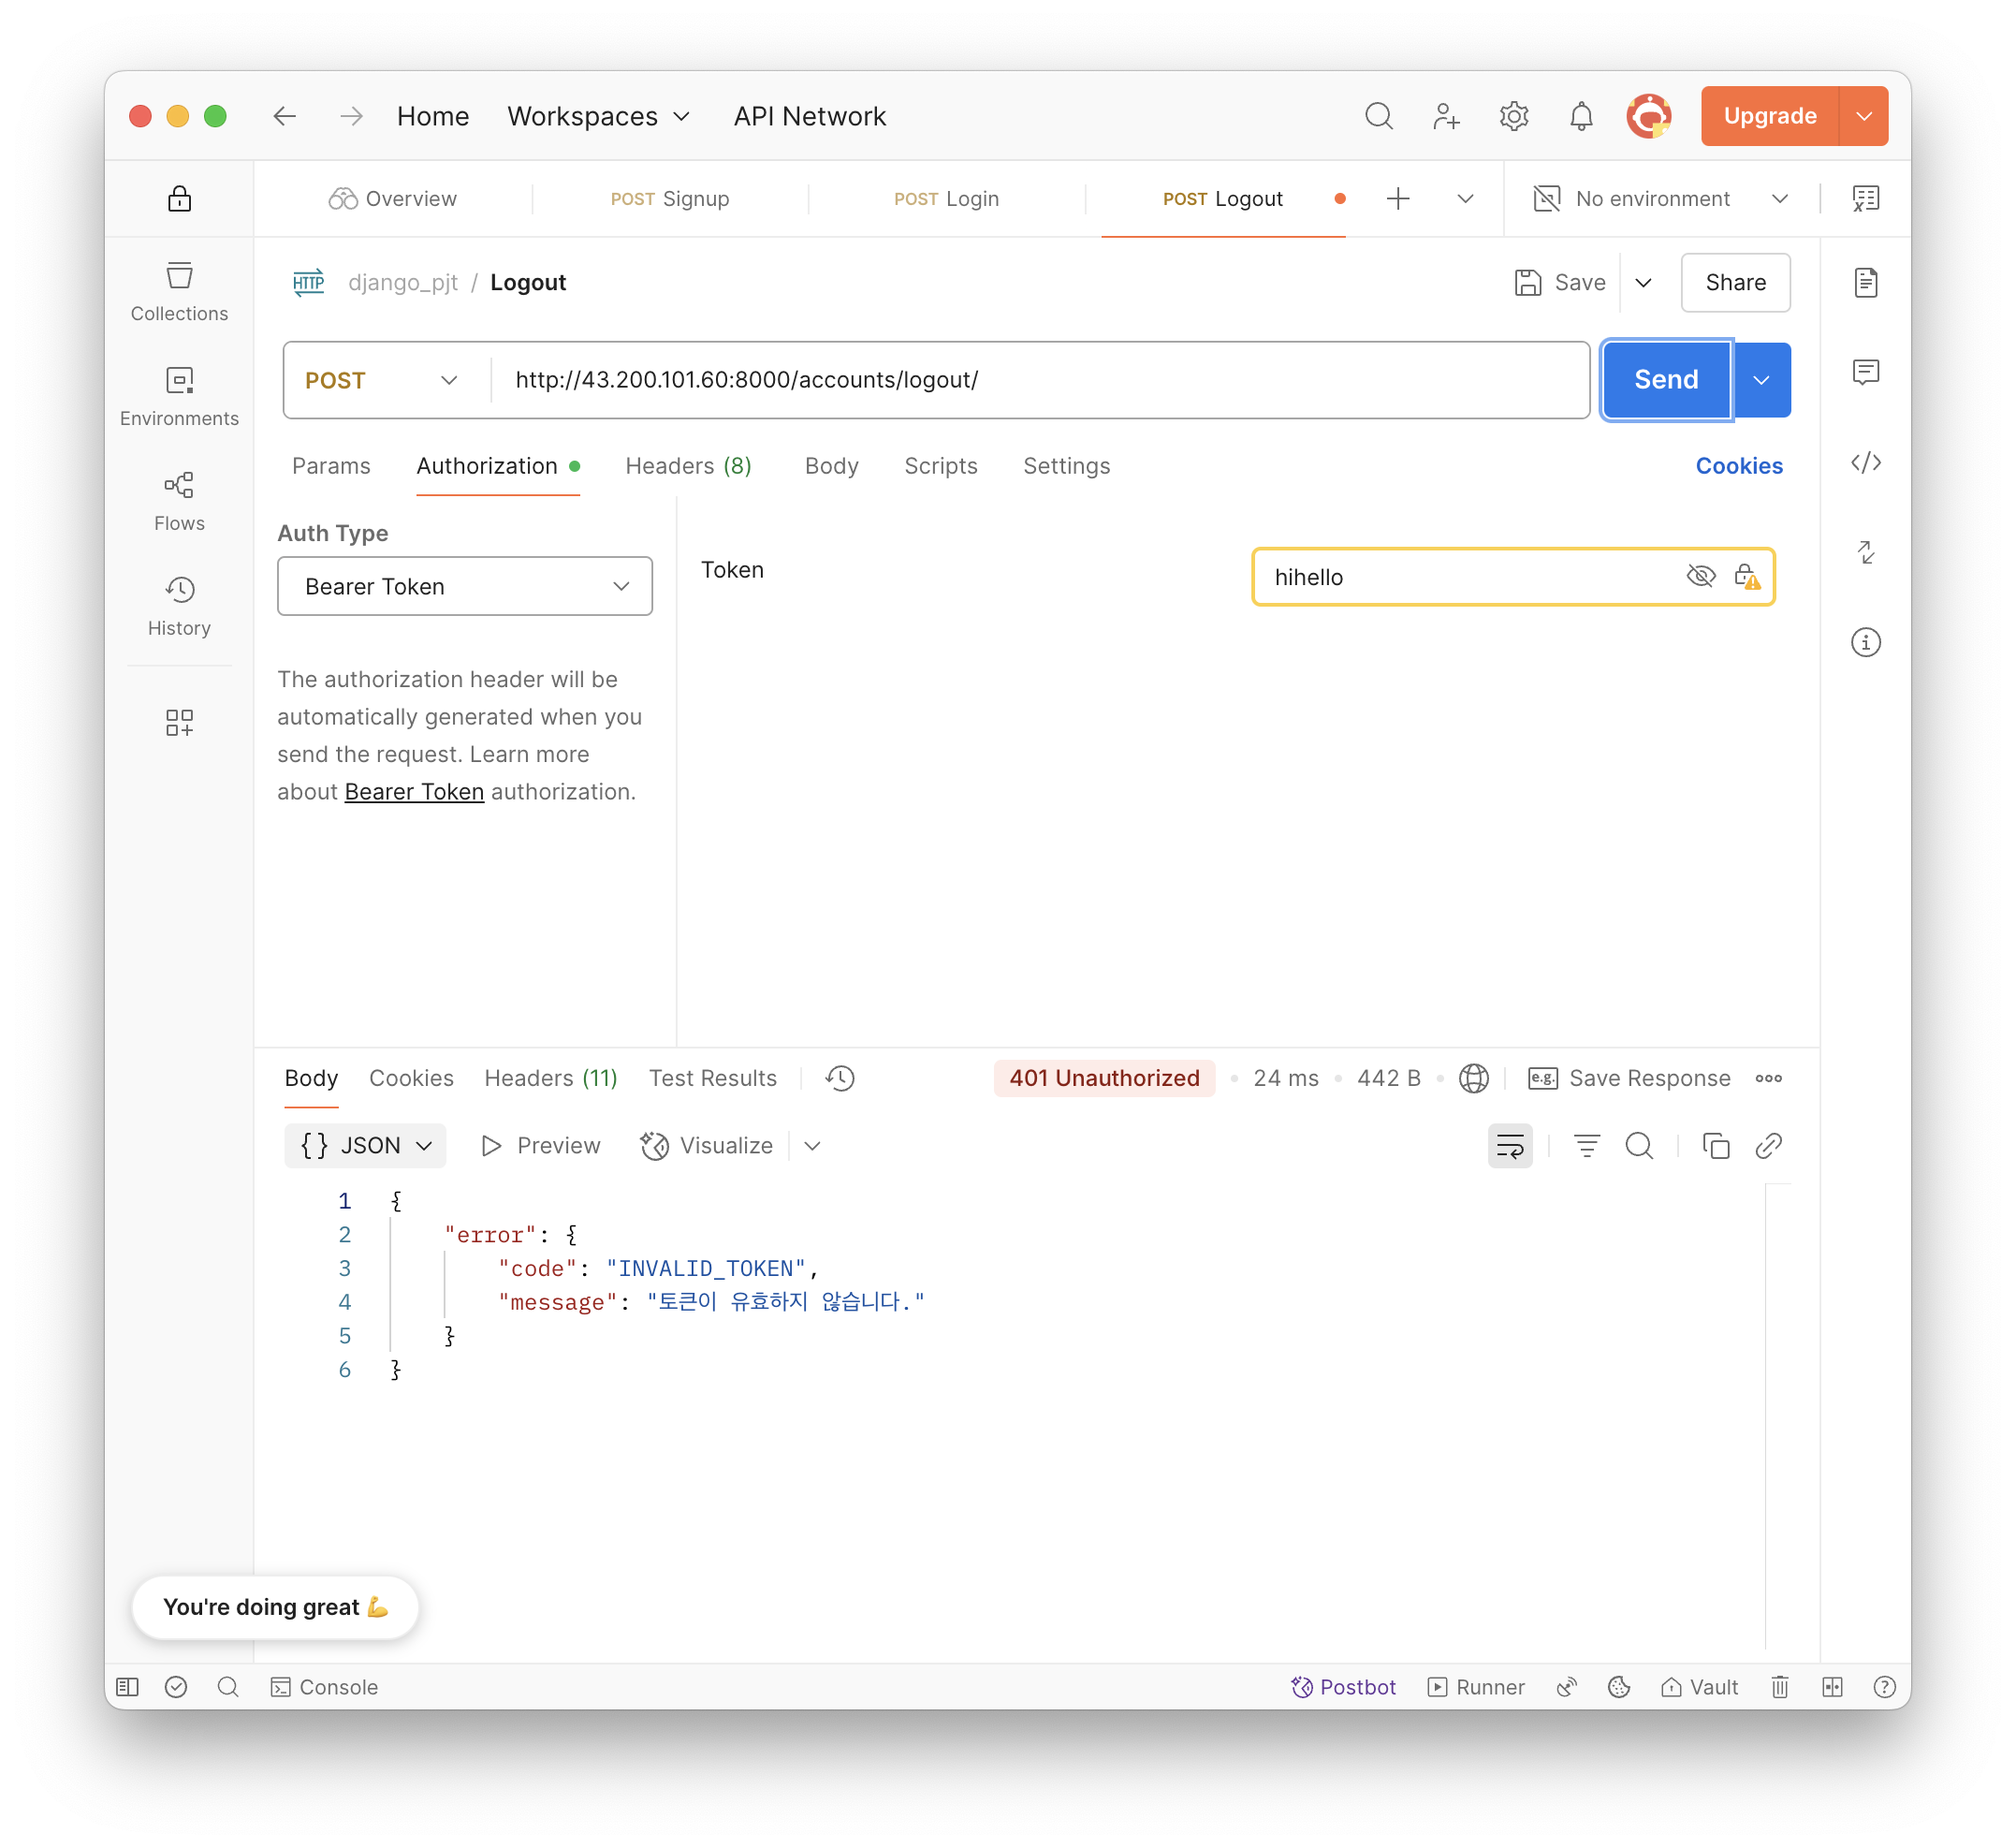 Home Workspaces API Network Upgrade
Overview POST Signup POST Login POST Logout No environment
Collections
Environments
Flows
History
HTTP django_pjt / Logout Save Share
POST http://43.200.101.60:8000/accounts/logout/ Send
Params Authorization Headers (8) Body Scripts Settings Cookies
Auth Type
Bearer Token
Token hihello
The authorization header will be
automatically generated when you
send the request. Learn more
about Bearer Token authorization.
Body Cookies Headers (11) Test Results 401 Unauthorized 24 ms 442 B e.g. Save Response
{} JSON Preview Visualize
1 {
2 "error": {
3 "code": "INVALID_TOKEN",
4 "message": "토큰이 유효하지 않습니다."
5 }
6 }
You're doing great 💪
Console Postbot Runner Vault